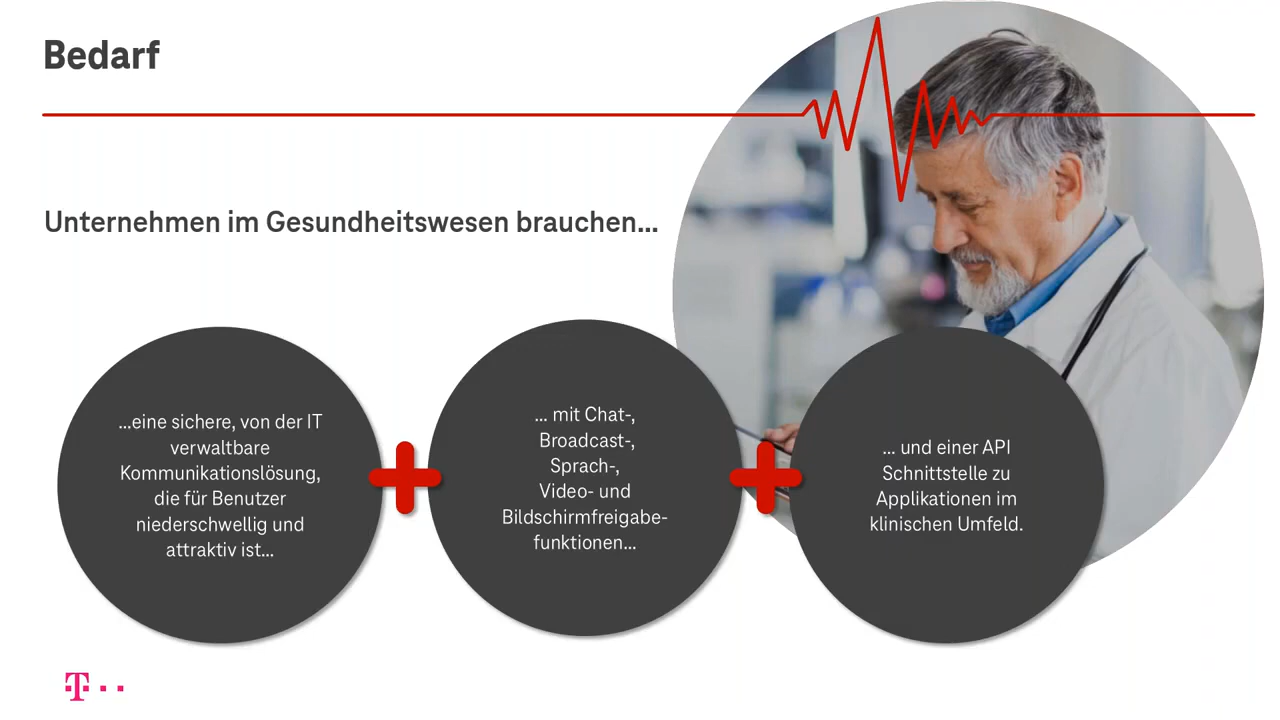 Bedarf
Unternehmen im Gesundheitswesen brauchen...
...eine sichere, von der IT
verwaltbare
Kommunikationslösung,
die für Benutzer
niederschwellig und
attraktiv ist...
... mit Chat-,
Broadcast-,
Sprach-,
Video- und
Bildschirmfreigabe-
funktionen...
... und einer API
Schnittstelle zu
Applikationen im
klinischen Umfeld.
T